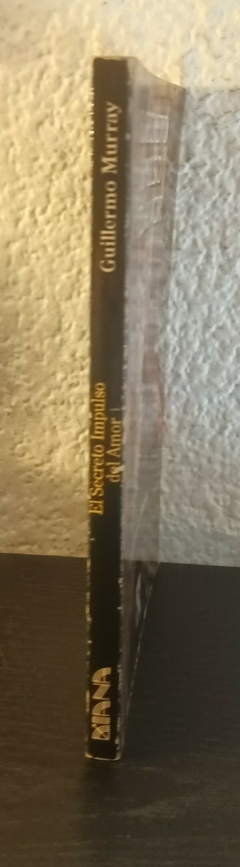 Guillermo Murray
El Secreto Impulso
del Amor
DIANA